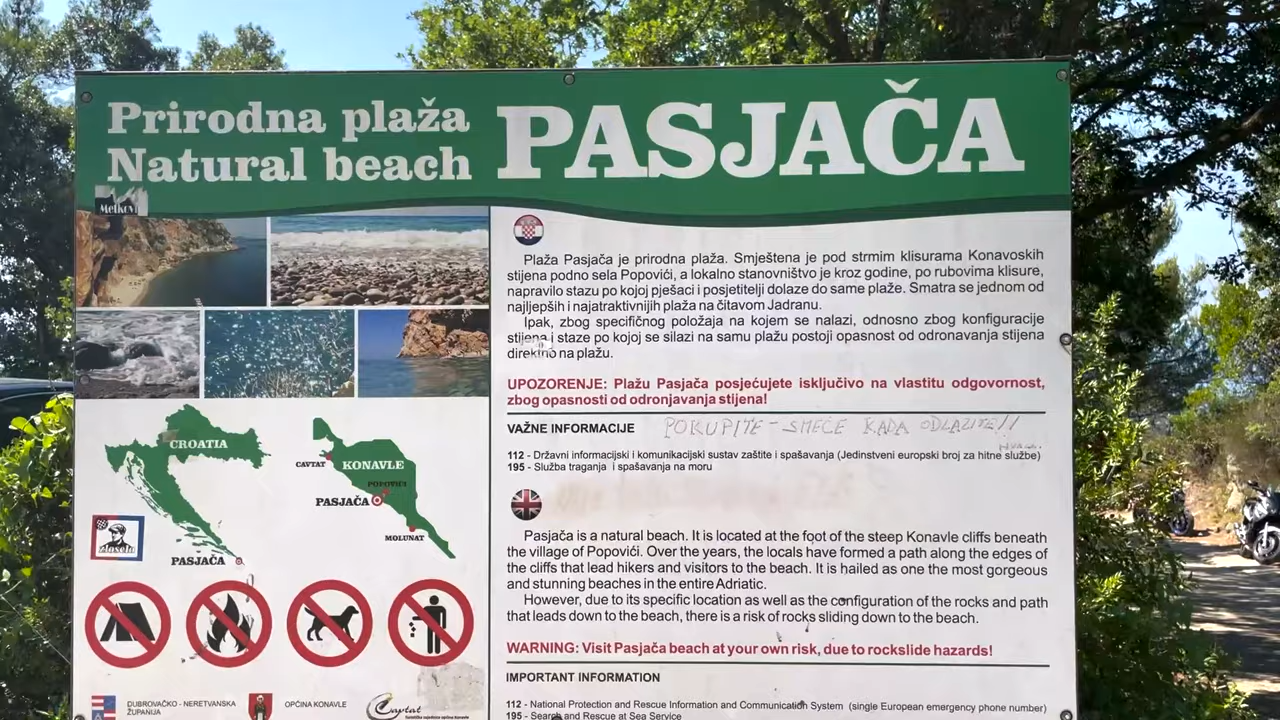 Prirodna plaža
Natural beach
PASJAČA
Metković
Plaža Pasjača je prirodna plaža. Smještena je pod strmim klisurama Konavoskih
stijena podno sela Popovići, a lokalno stanovništvo je kroz godine, po rubovima klisure,
napravilo stazu po kojoj pješaci i posjetitelji dolaze do same plaže. Smatra se jednom od
najljepših i najatraktivnijih plaža na čitavom Jadranu.
Ipak, zbog specifičnog položaja na kojem se nalazi, odnosno zbog konfiguracije
stijena i staze po kojoj se silazi na samu plažu postoji opasnost od odronavanja stijena
direktno na plažu.
UPOZORENJE: Plažu Pasjača posjećujete isključivo na vlastitu odgovornost,
zbog opasnosti od odronjavanja stijena!
VAŽNE INFORMACIJE
POKUPITE - SMEĆE KADA ODLAZITE!!
HVALA.
112 - Državni informacijski i komunikacijski sustav zaštite i spašavanja (Jedinstveni europski broj za hitne službe)
195 - Služba traganja i spašavanja na moru
CROATIA
PASJAČA
CAVTAT
KONAVLE
POPOVIĆI
PASJAČA
MOLUNAT
Pasjača is a natural beach. It is located at the foot of the steep Konavle cliffs beneath
the village of Popovići. Over the years, the locals have formed a path along the edges of
the cliffs that lead hikers and visitors to the beach. It is hailed as one the most gorgeous
and stunning beaches in the entire Adriatic.
However, due to its specific location as well as the configuration of the rocks and path
that leads down to the beach, there is a risk of rocks sliding down to the beach.
WARNING: Visit Pasjača beach at your own risk, due to rockslide hazards!
IMPORTANT INFORMATION
112 - National Protection and Rescue Information and Communication System (single European emergency phone number)
195 - Search and Rescue at Sea Service
DUBROVAČKO - NERETVANSKA
ŽUPANIJA
OPĆINA KONAVLE
Cavtat